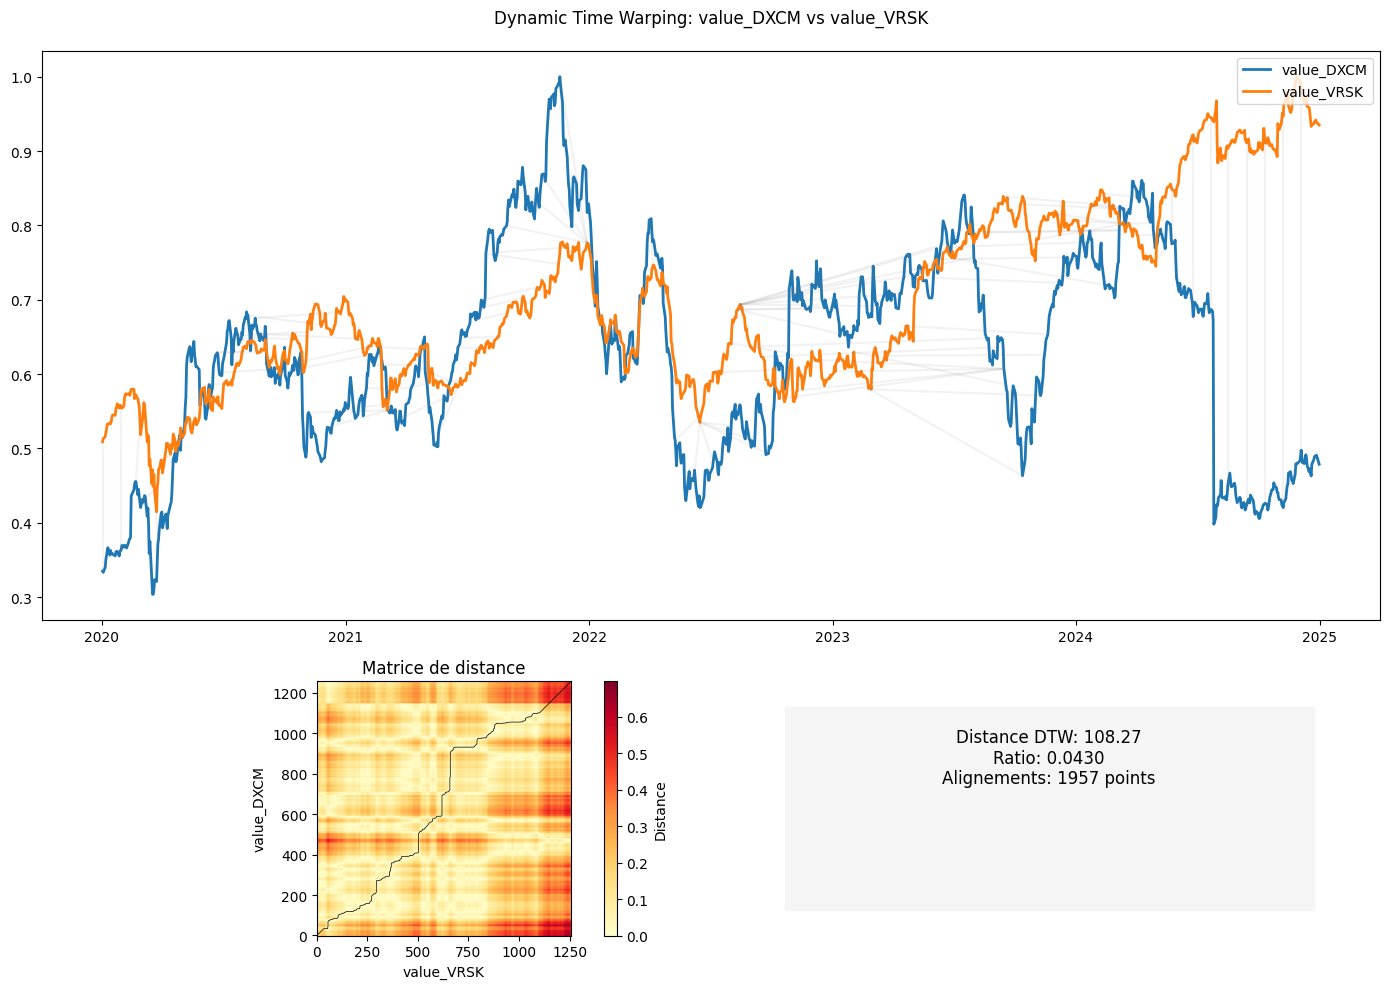 Dynamic Time Warping: value_DXCM vs value_VRSK
value_DXCM
value_VRSK
1.0
0.9
0.8
0.7
0.6
0.5
0.4
0.3
2020 2021 2022 2023 2024 2025
Matrice de distance
1200
1000
800
600
400
200
0
value_DXCM
0 250 500 750 1000 1250
value_VRSK
0.6
0.5
0.4
0.3
0.2
0.1
0.0
Distance
Distance DTW: 108.27
Ratio: 0.0430
Alignements: 1957 points